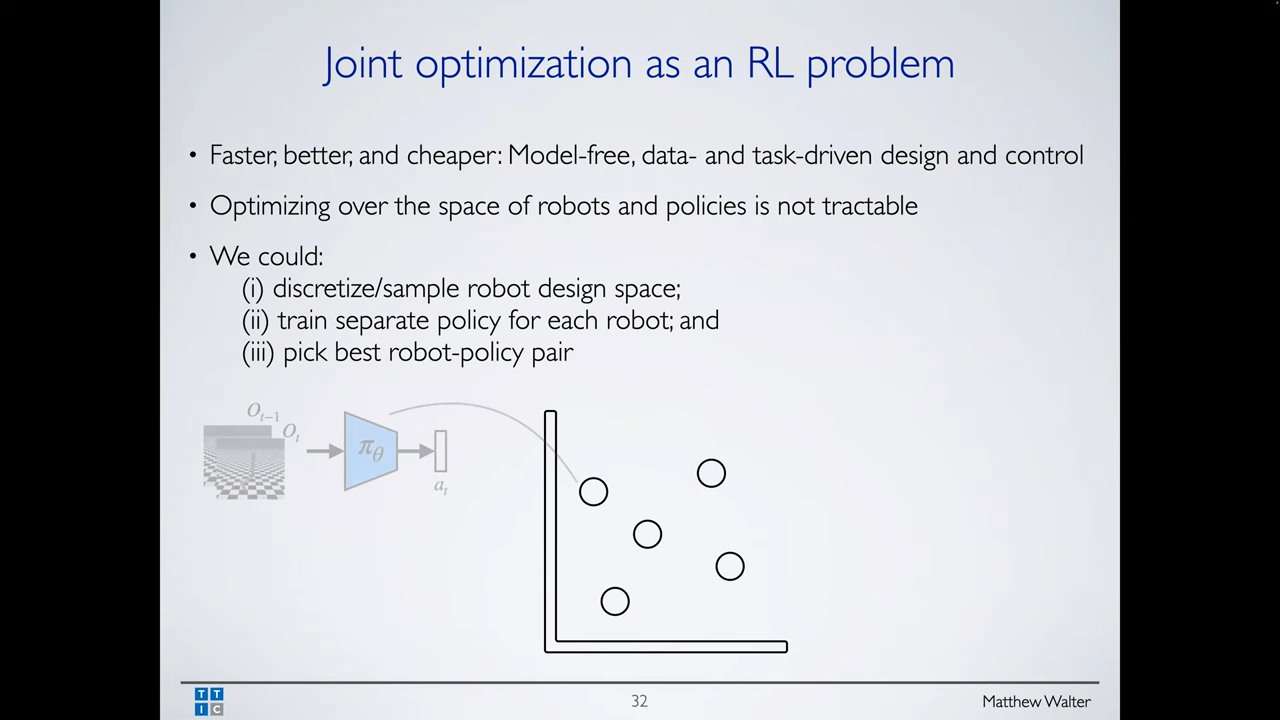 Joint optimization as an RL problem
• Faster, better, and cheaper: Model-free, data- and task-driven design and control
• Optimizing over the space of robots and policies is not tractable
• We could:
(i) discretize/sample robot design space;
(ii) train separate policy for each robot; and
(iii) pick best robot-policy pair
O_{t−1}
O_t
π_θ
a_t
TTIC
32
Matthew Walter